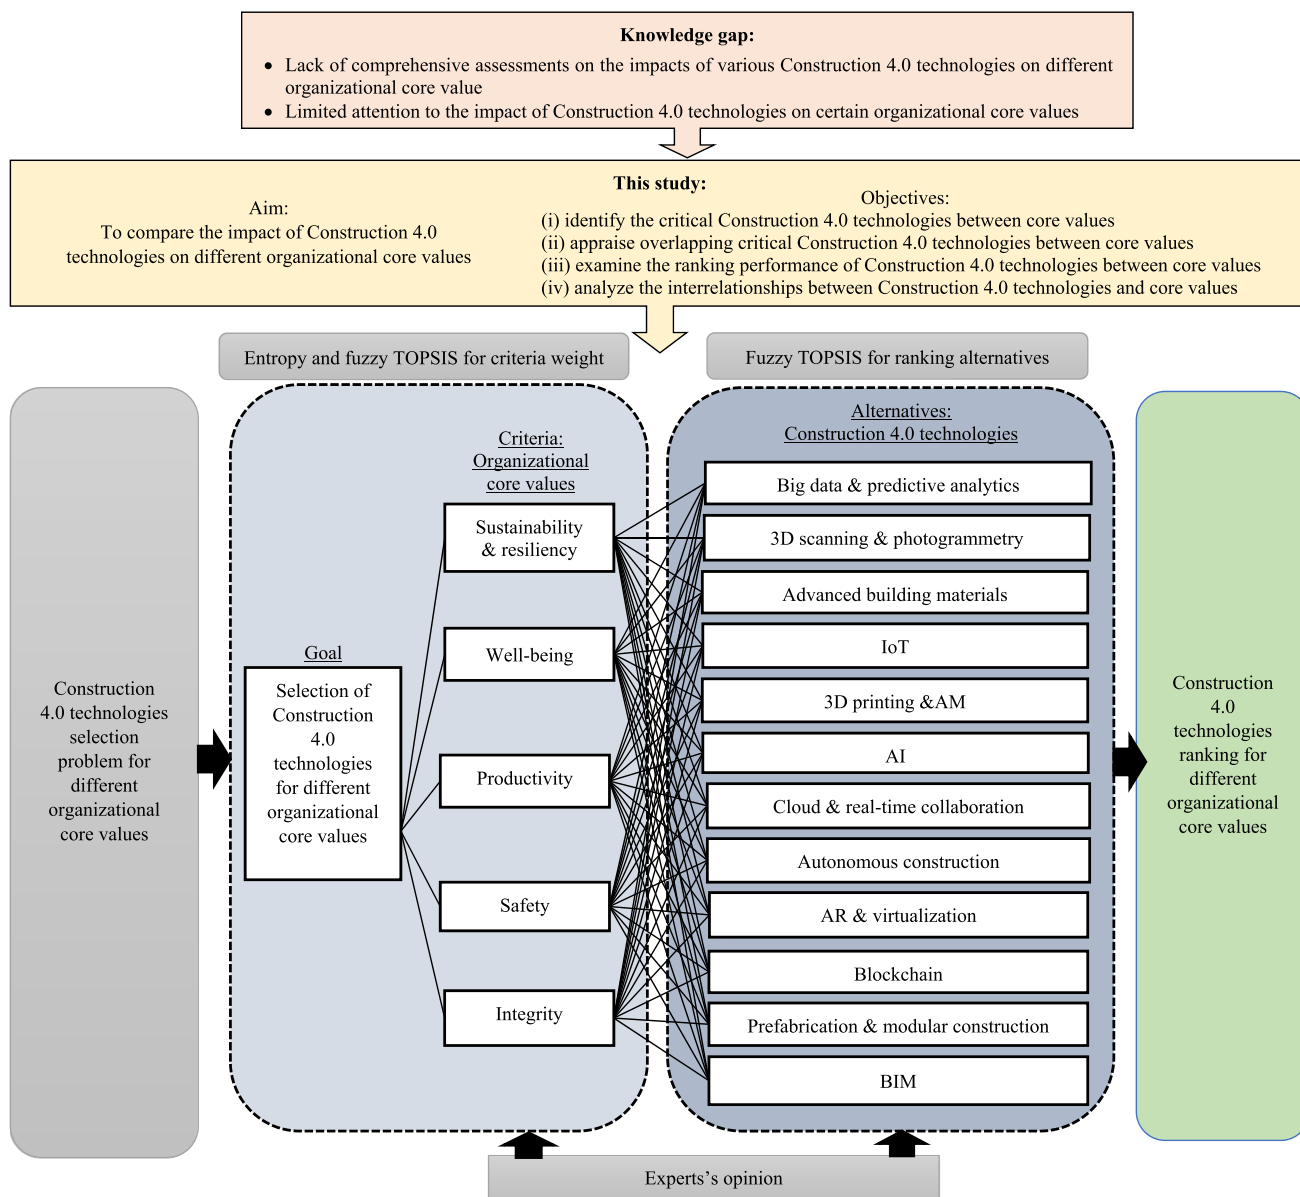 Knowledge gap:
• Lack of comprehensive assessments on the impacts of various Construction 4.0 technologies on different
organizational core value
• Limited attention to the impact of Construction 4.0 technologies on certain organizational core values
This study:
Aim:
To compare the impact of Construction 4.0
technologies on different organizational core values
Objectives:
(i) identify the critical Construction 4.0 technologies between core values
(ii) appraise overlapping critical Construction 4.0 technologies between core values
(iii) examine the ranking performance of Construction 4.0 technologies between core values
(iv) analyze the interrelationships between Construction 4.0 technologies and core values
Entropy and fuzzy TOPSIS for criteria weight
Fuzzy TOPSIS for ranking alternatives
Construction
4.0 technologies
selection
problem for
different
organizational
core values
Goal
Selection of
Construction
4.0
technologies
for different
organizational
core values
Criteria:
Organizational
core values
Sustainability
& resiliency
Well-being
Productivity
Safety
Integrity
Alternatives:
Construction 4.0 technologies
Big data & predictive analytics
3D scanning & photogrammetry
Advanced building materials
IoT
3D printing &AM
AI
Cloud & real-time collaboration
Autonomous construction
AR & virtualization
Blockchain
Prefabrication & modular construction
BIM
Construction
4.0
technologies
ranking for
different
organizational
core values
Experts's opinion